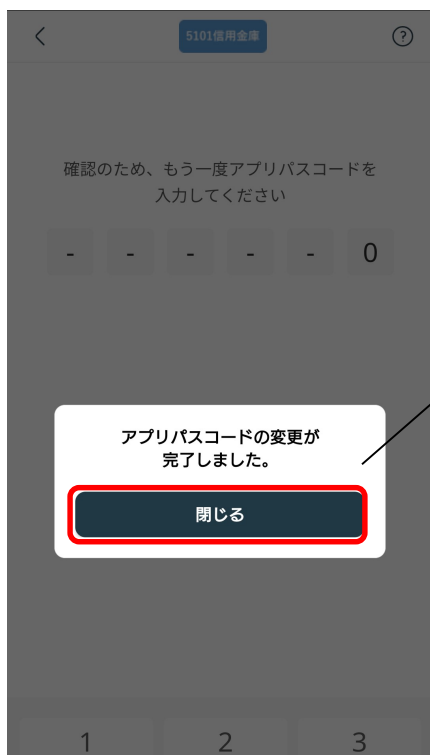 5101信用金庫
?
確認のため、もう一度アプリパスコードを
入力してください
- - - - - 0
アプリパスコードの変更が
完了しました。
閉じる
1 2 3